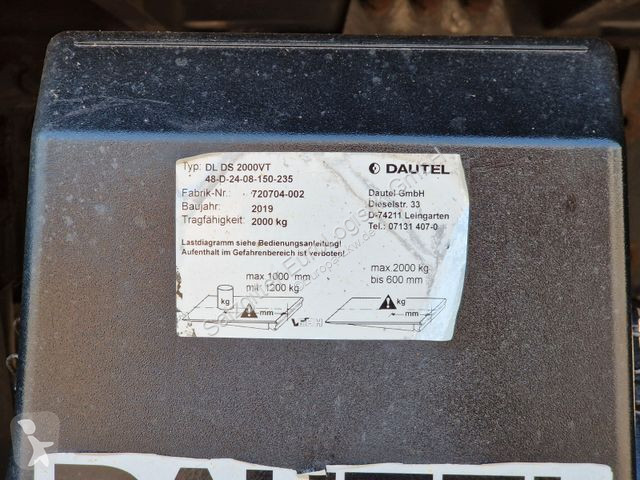 Typ: DL DS 2000VT
48-D-24-08-150-235
Fabrik-Nr.: 720704-002
Baujahr: 2019
Tragfähigkeit: 2000 kg
DAUTEL
Dautel GmbH
Dieselstr. 33
D-74211 Leingarten
Tel.: 07131 407-0
Lastdiagramm siehe Bedienungsanleitung!
Aufenthalt im Gefahrenbereich ist verboten!
max 1000 mm
mit 1200 kg
max.2000 kg
bis 600 mm
kg
mm
kg
mm
DAUTEL